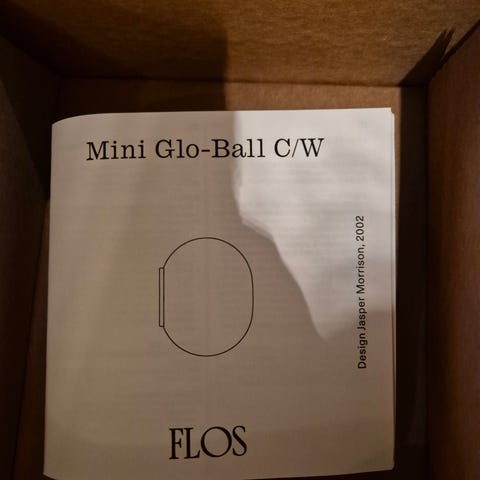 Mini Glo-Ball C/W
Design Jasper Morrison, 2002
FLOS